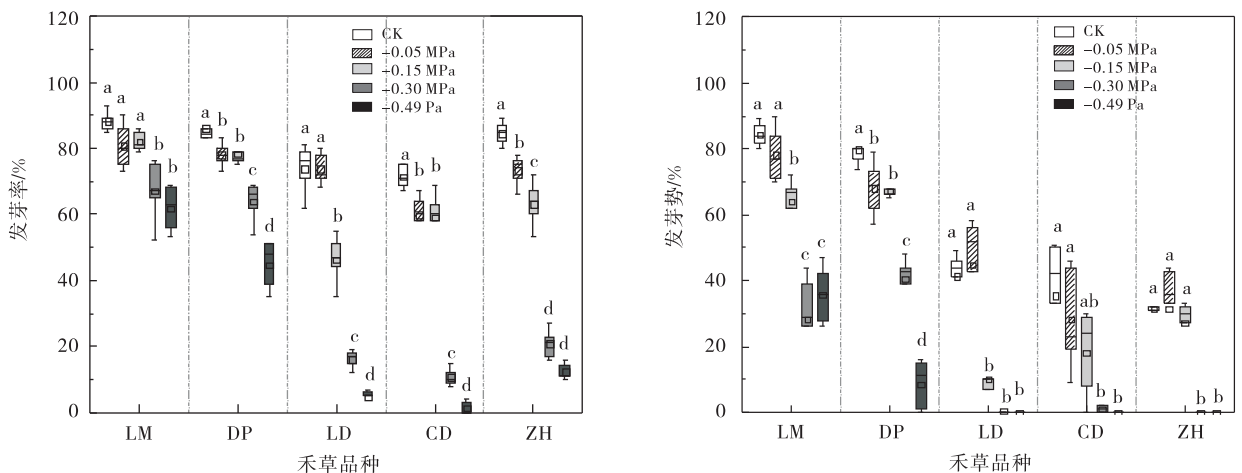 120
100
80
60
40
20
0
发芽率/%
CK
-0.05 MPa
-0.15 MPa
-0.30 MPa
-0.49 Pa
a a a b b
a b b c d
a a b c d
a b b c d
a b c d d
LM DP LD CD ZH
禾草品种
120
100
80
60
40
20
0
发芽势/%
CK
-0.05 MPa
-0.15 MPa
-0.30 MPa
-0.49 Pa
a a b c c
a b b c d
a a b b b
a a ab b b
a a a b b
LM DP LD CD ZH
禾草品种